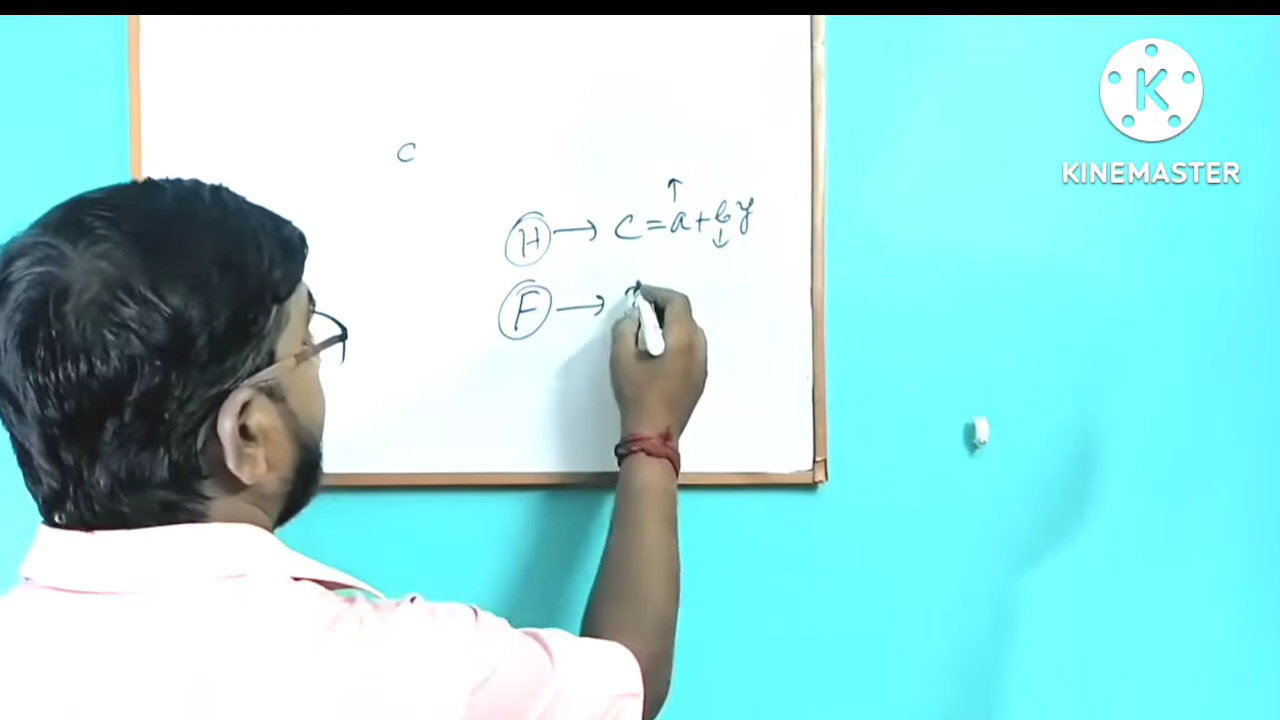 K
KINEMASTER
C
↑
H → C = a + by
↓
F →